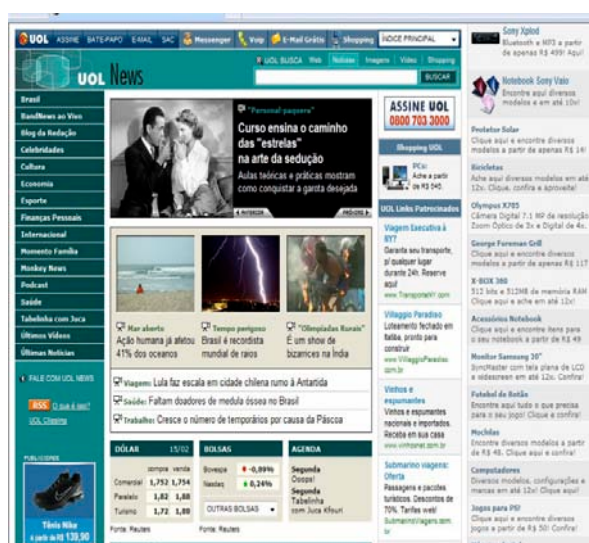 UOL ASSINE BATE-PAPO E-MAIL SAC Messenger Voip E-Mail Grátis Shopping ÍNDICE PRINCIPAL
UOL News
UOL BUSCA Web Notícias Imagens Vídeo Shopping
BUSCAR
Brasil
BandNews ao Vivo
Blog da Redação
Celebridades
Cultura
Economia
Esporte
Finanças Pessoais
Internacional
Momento Família
Monkey News
Podcast
Saúde
Tabelinha com Juca
Últimos Vídeos
Últimas Notícias
FALE COM UOL NEWS
RSS O que é isso?
UOL Clipping
PUBLICIDADE
Tênis Nike
a partir de R$ 139,90
"Personal-paquera"
Curso ensina o caminho
das "estrelas"
na arte da sedução
Aulas teóricas e práticas mostram
como conquistar a garota desejada
ANTERIOR
PRÓXIMO
Mar aberto
Ação humana já afetou
41% dos oceanos
Tempo perigoso
Brasil é recordista
mundial de raios
"Olimpíadas Rurais"
É um show de
bizarrices na Índia
Viagem: Lula faz escala em cidade chilena rumo à Antártida
Saúde: Faltam doadores de medula óssea no Brasil
Trabalho: Cresce o número de temporários por causa da Páscoa
DÓLAR 15/02
compra venda
Comercial 1,752 1,754
Paralelo 1,82 1,88
Turismo 1,72 1,89
Fonte: Reuters
BOLSAS
Bovespa -0,89%
Nasdaq 0,24%
OUTRAS BOLSAS
Fonte: Reuters
AGENDA
Segunda
Ooops!
Segunda
Tabelinha
com Juca Kfouri
ASSINE UOL
0800 703 3000
Shopping UOL
PCs:
Ache a partir
de R$ 545.
UOL Links Patrocinados
Viagem Executiva à
NY?
Garanta seu transporte,
p/ qualquer lugar
durante 24h. Reserve
aqui!
www.TransporteNY.com
Villaggio Paradiso
Loteamento fechado em
Itatiba, pronto para
construir
www.VillaggioParadiso
.com.br
Vinhos e
espumantes
Vinhos e espumantes
nacionais e importados.
Receba em sua casa
www.vinhosnet.com.br
Submarino viagens:
Oferta
Passagens e pacotes
turísticos. Descontos de
70%. Tarifas web!
SubmarinoViagens.com.
br
Sony Xplod
Bluetooth e MP3 a partir
de apenas R$ 499! Aqui!
Notebook Sony Vaio
Encontre aqui diversos
modelos e em até 10x!
Protetor Solar
Clique aqui e encontre diversos
modelos a partir de apenas R$ 14!
Bicicletas
Ache aqui diversos modelos em até
12x. Clique, confira e aproveite!
Olympus X785
Câmera Digital 7.1 MP de resolução
Zoom Optico de 3x e Digital de 4x.
George Foreman Grill
Clique aqui e encontre diversos
modelos a partir de apenas R$ 117
X-BOX 360
512 kits e 512MB de memória RAM
Clique aqui e ache em até 12x!
Acessórios Notebook
Clique aqui e encontre itens para
o seu notebook a partir de R$ 49
Monitor Samsung 20"
SyncMaster com tela plana de LCD
e widescreen em até 12x. Confira!
Futebol de Botão
Encontre aqui tudo o que precisa
para o seu jogo! Clique e confira!
Mochilas
Encontre diversos modelos a partir
de R$ 48. Clique aqui e confira!
Computadores
Diversos modelos, configurações e
marcas em até 12x! Clique aqui!
Jogos para PS!
Clique aqui e encontre diversos
jogos a partir de R$ 50! Confira!